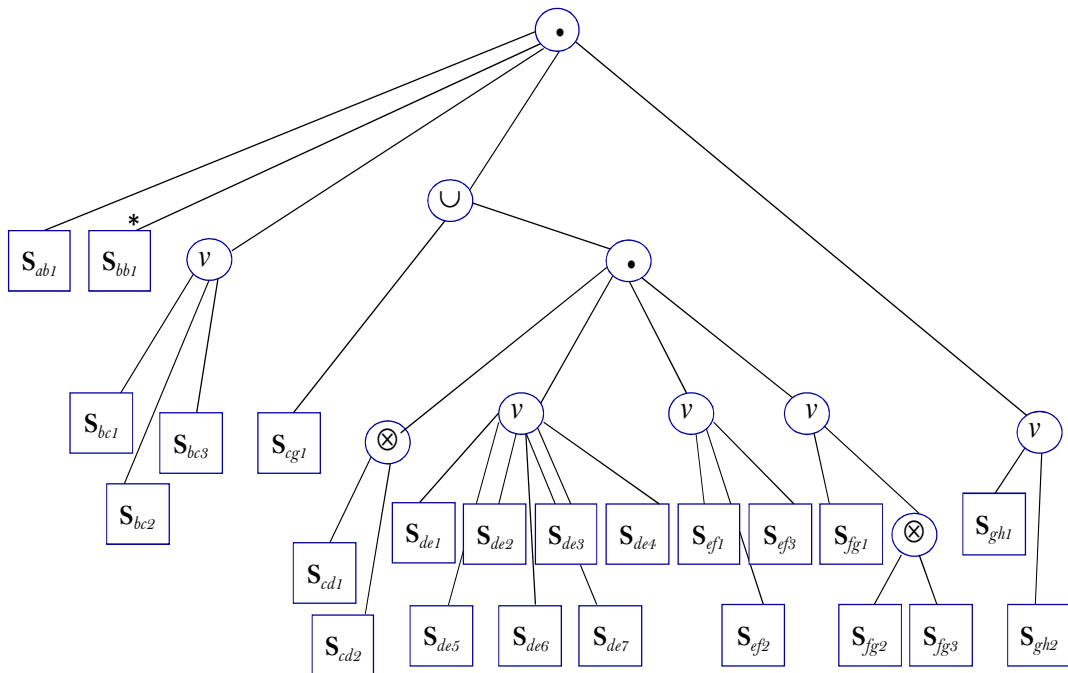 .
∪
*
S_ab1 S_bb1 v
.
S_bc1 S_bc3 S_cg1 ⊗ v v v v
S_bc2 S_de1 S_de2 S_de3 S_de4 S_ef1 S_ef3 S_fg1 ⊗ S_gh1
S_cd1
S_cd2 S_de5 S_de6 S_de7 S_ef2 S_fg2 S_fg3 S_gh2